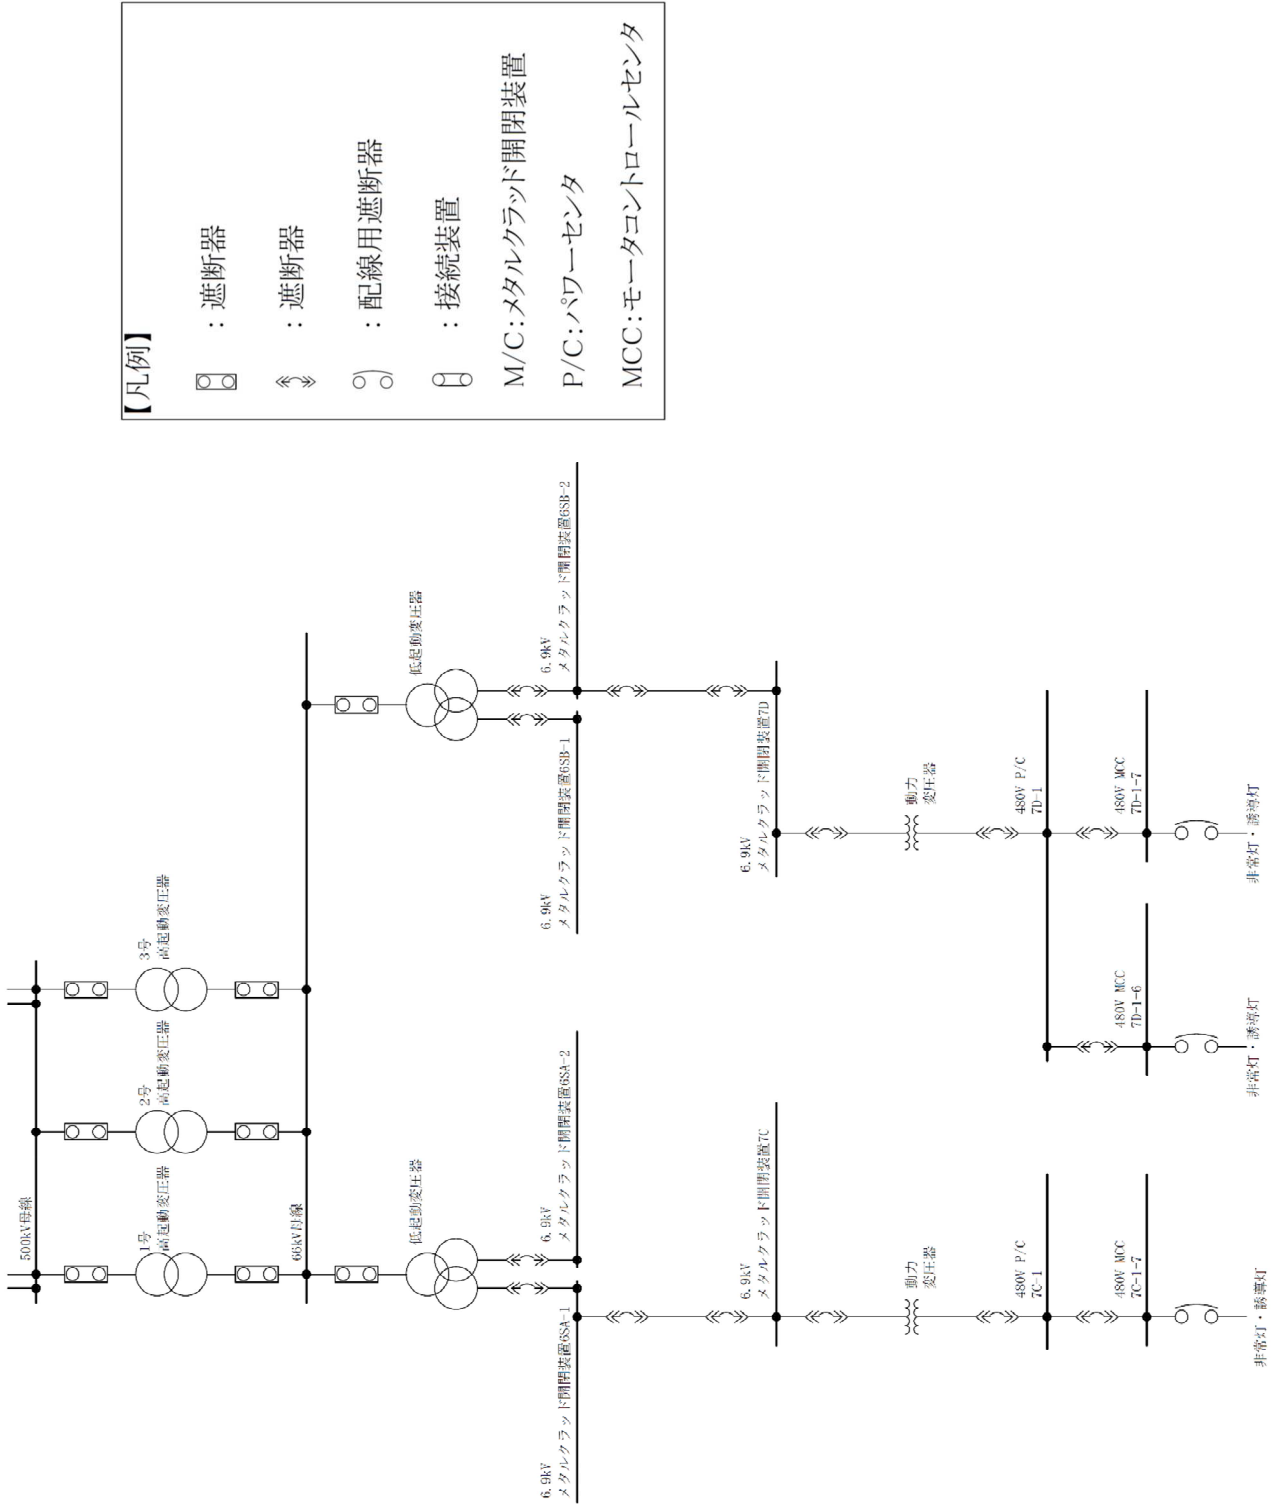 500kV母線
1号
高起動変圧器
2号
高起動変圧器
3号
高起動変圧器
66kV母線
低起動変圧器
低起動変圧器
6.9kV
メタルクラッド開閉装置6SA-1
6.9kV
メタルクラッド開閉装置6SA-2
6.9kV
メタルクラッド開閉装置6SB-1
6.9kV
メタルクラッド開閉装置6SB-2
6.9kV
メタルクラッド開閉装置7C
6.9kV
メタルクラッド開閉装置7D
動力
変圧器
動力
変圧器
480V P/C
7C-1
480V P/C
7D-1
480V MCC
7C-1-7
480V MCC
7D-1-6
480V MCC
7D-1-7
非常灯・誘導灯
非常灯・誘導灯
非常灯・誘導灯
【凡例】
：遮断器
：遮断器
：配線用遮断器
：接続装置
M/C：メタルクラッド開閉装置
P/C：パワーセンタ
MCC：モータコントロールセンタ